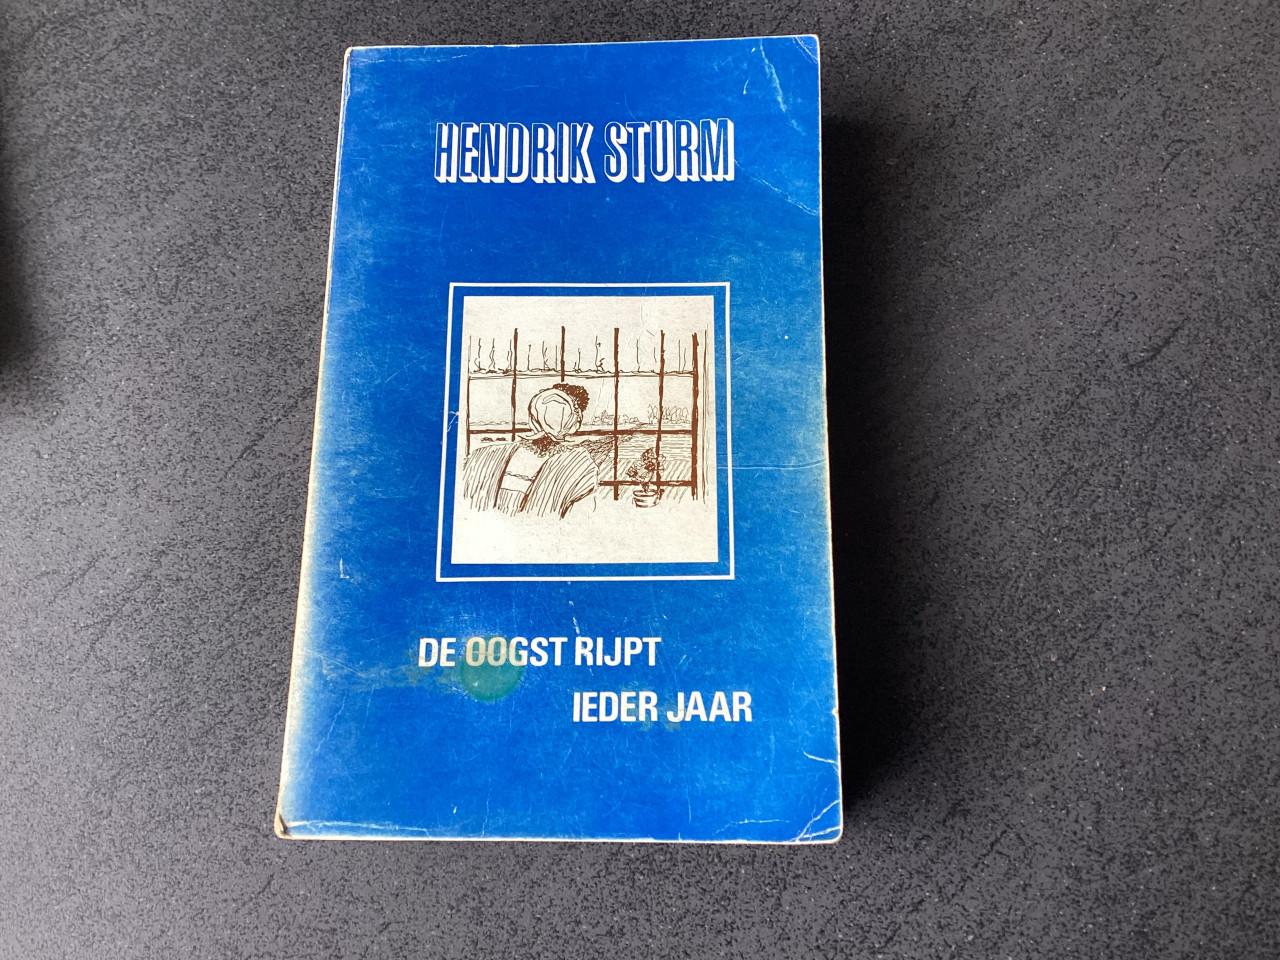 HENDRIK STURM
DE OOGST RIJPT
IEDER JAAR